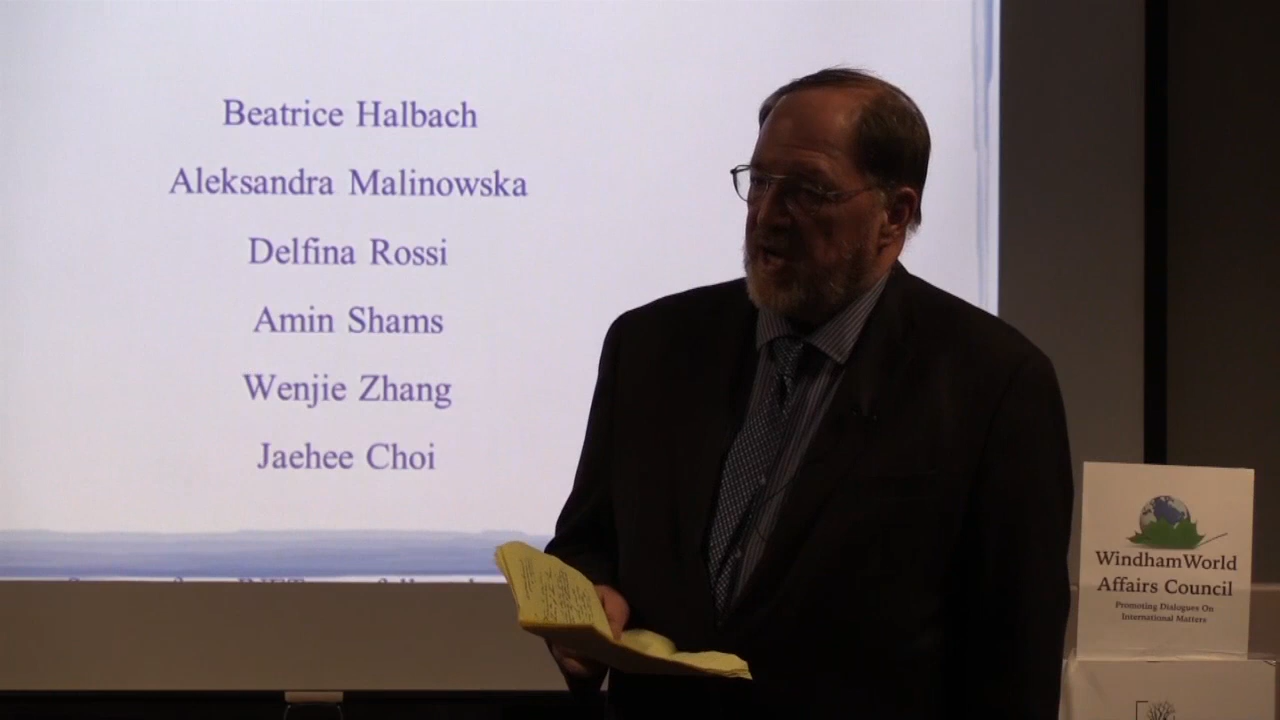 Beatrice Halbach
Aleksandra Malinowska
Delfina Rossi
Amin Shams
Wenjie Zhang
Jaehee Choi
WindhamWorld
Affairs Council
Promoting Dialogues On
International Matters